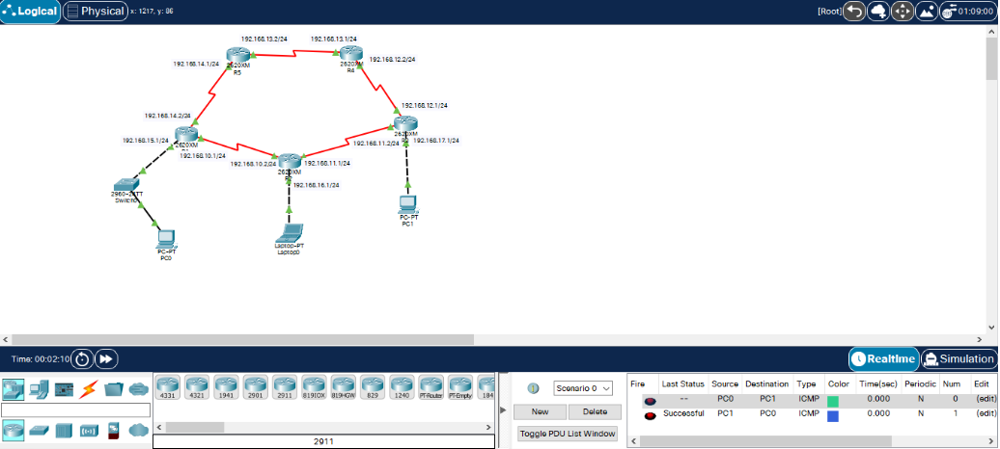 Logical Physical x: 1217, y: 86 [Root] 01:09:00
192.168.13.2/24 192.168.13.1/24
2620XM
R5
2620XM
R4
192.168.14.1/24 192.168.12.2/24
192.168.12.1/24
192.168.14.2/24
192.168.15.1/24
2620XM
192.168.10.1/24
192.168.10.2/24
192.168.11.1/24
192.168.11.2/24
192.168.17.1/24
192.168.16.1/24
2960-24TT
PC-PT
PC0
Laptop-PT
Laptop0
PC-PT
PC1
Time: 00:02:10 Realtime Simulation
4331 4321 1941 2901 2911 819IOX 819HGW 829 1240 PT-Router PT-Empty 184
2911
Scenario 0
New Delete
Toggle PDU List Window
Fire Last Status Source Destination Type Color Time(sec) Periodic Num Edit
-- PC0 PC1 ICMP 0.000 N 0 (edit)
Successful PC1 PC0 ICMP 0.000 N 1 (edit)